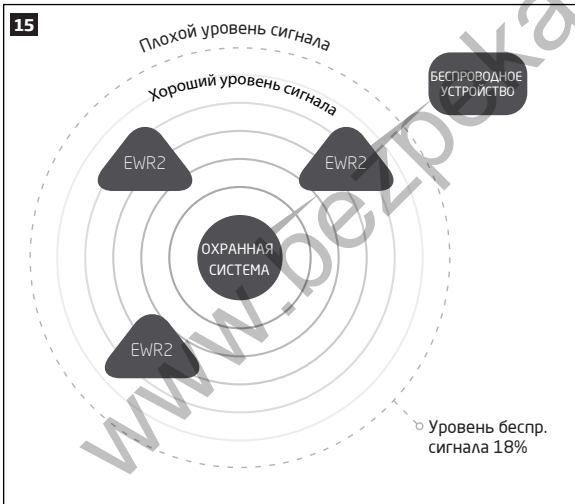 15
Плохой уровень сигнала
Хороший уровень сигнала
БЕСПРОВОДНОЕ
УСТРОЙСТВО
EWR2
EWR2
ОХРАННАЯ
СИСТЕМА
EWR2
Уровень беспр.
сигнала 18%
www.bezpeka